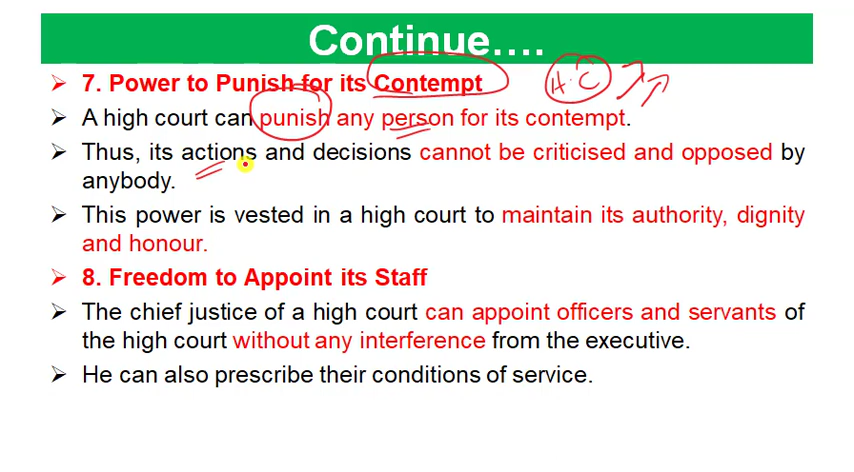 Continue....
➢ 7. Power to Punish for its Contempt H.C
➢ A high court can punish any person for its contempt.
➢ Thus, its actions and decisions cannot be criticised and opposed by
anybody.
➢ This power is vested in a high court to maintain its authority, dignity
and honour.
➢ 8. Freedom to Appoint its Staff
➢ The chief justice of a high court can appoint officers and servants of
the high court without any interference from the executive.
➢ He can also prescribe their conditions of service.